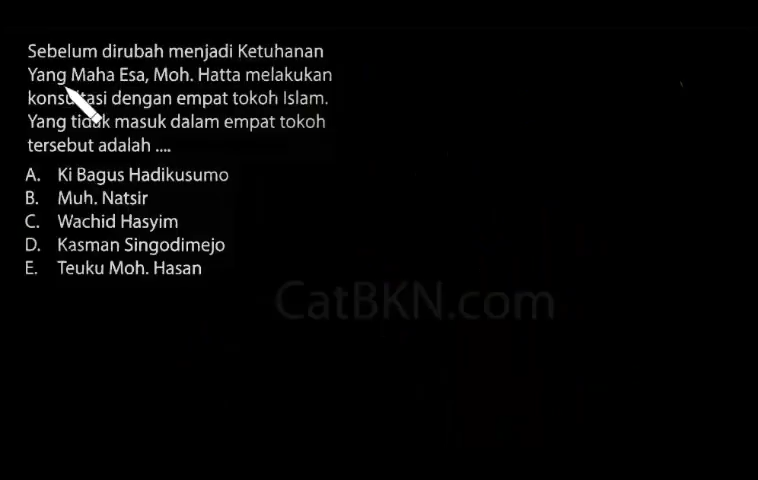 Sebelum dirubah menjadi Ketuhanan
Yang Maha Esa, Moh. Hatta melakukan
konsultasi dengan empat tokoh Islam.
Yang tidak masuk dalam empat tokoh
tersebut adalah ....
A. Ki Bagus Hadikusumo
B. Muh. Natsir
C. Wachid Hasyim
D. Kasman Singodimejo
E. Teuku Moh. Hasan
CatBKN.com